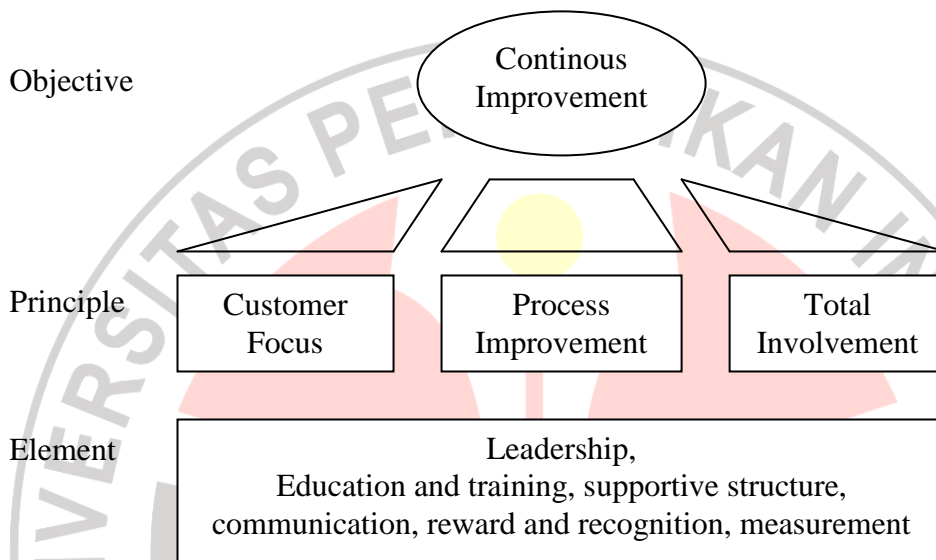 Objective
Continous
Improvement
Principle
Customer
Focus
Process
Improvement
Total
Involvement
Element
Leadership,
Education and training, supportive structure,
communication, reward and recognition, measurement